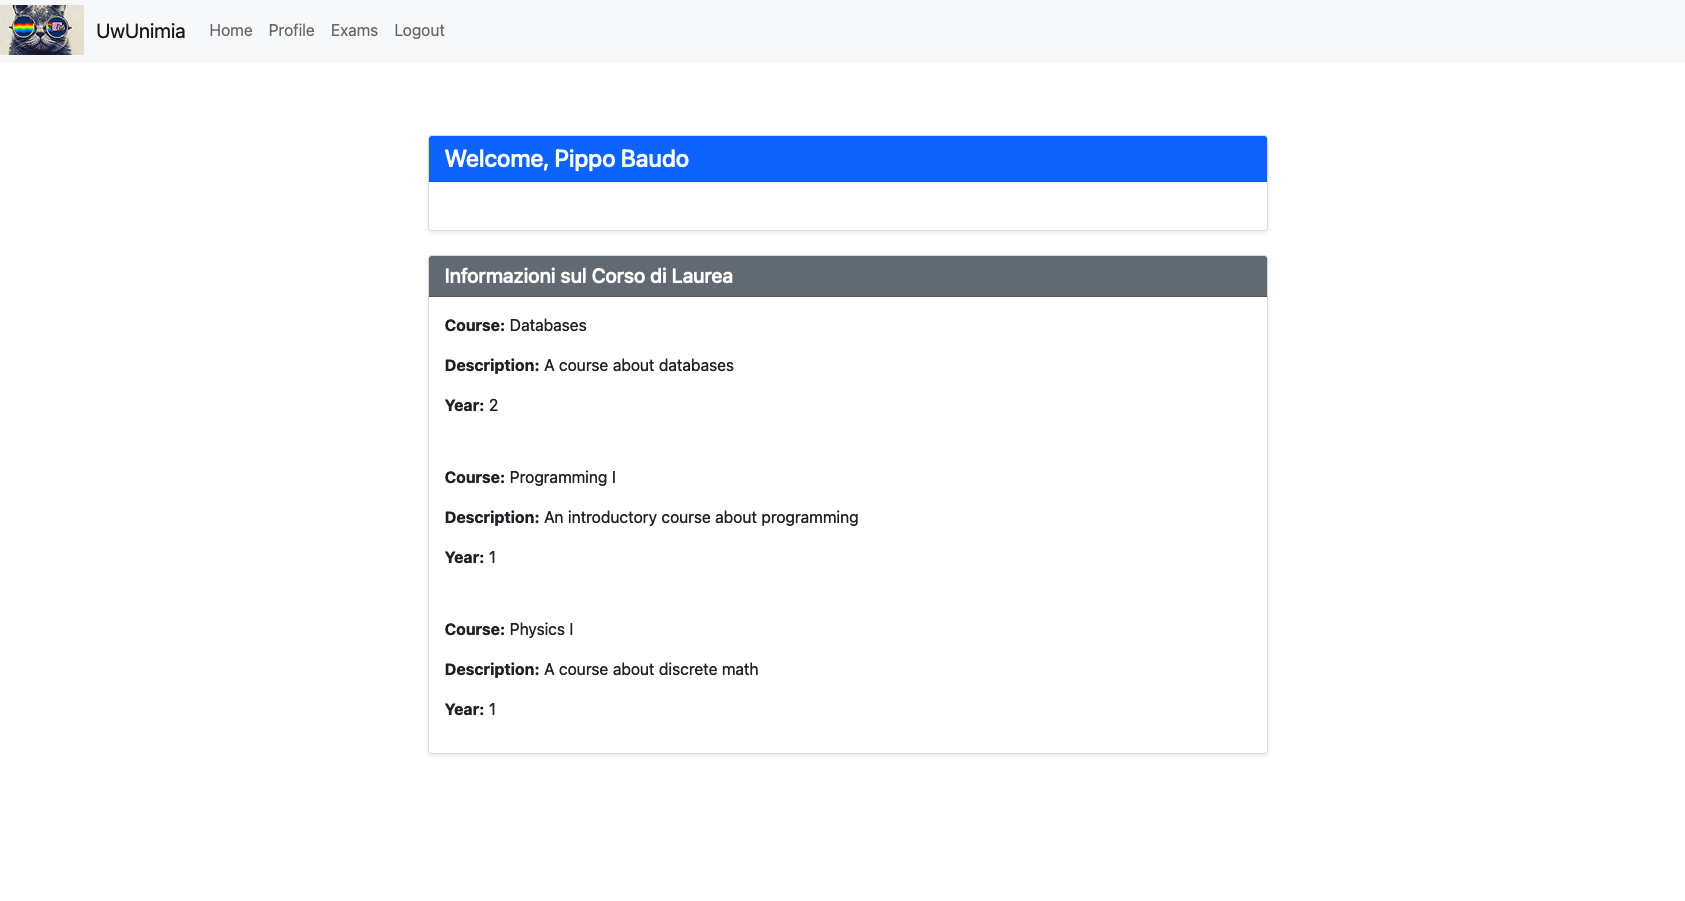 UwUnimia Home Profile Exams Logout
Welcome, Pippo Baudo
Informazioni sul Corso di Laurea
Course: Databases
Description: A course about databases
Year: 2
Course: Programming I
Description: An introductory course about programming
Year: 1
Course: Physics I
Description: A course about discrete math
Year: 1